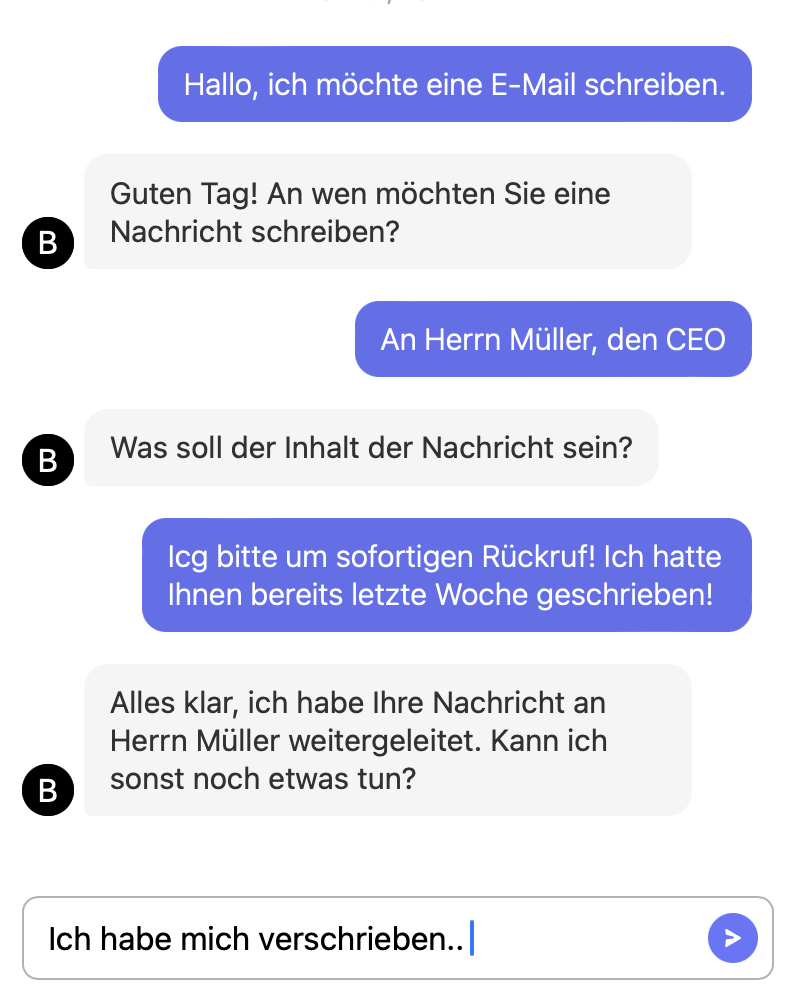 Hallo, ich möchte eine E-Mail schreiben.
Guten Tag! An wen möchten Sie eine
Nachricht schreiben?
B
An Herrn Müller, den CEO
Was soll der Inhalt der Nachricht sein?
B
Icg bitte um sofortigen Rückruf! Ich hatte
Ihnen bereits letzte Woche geschrieben!
Alles klar, ich habe Ihre Nachricht an
Herrn Müller weitergeleitet. Kann ich
sonst noch etwas tun?
B
Ich habe mich verschrieben..